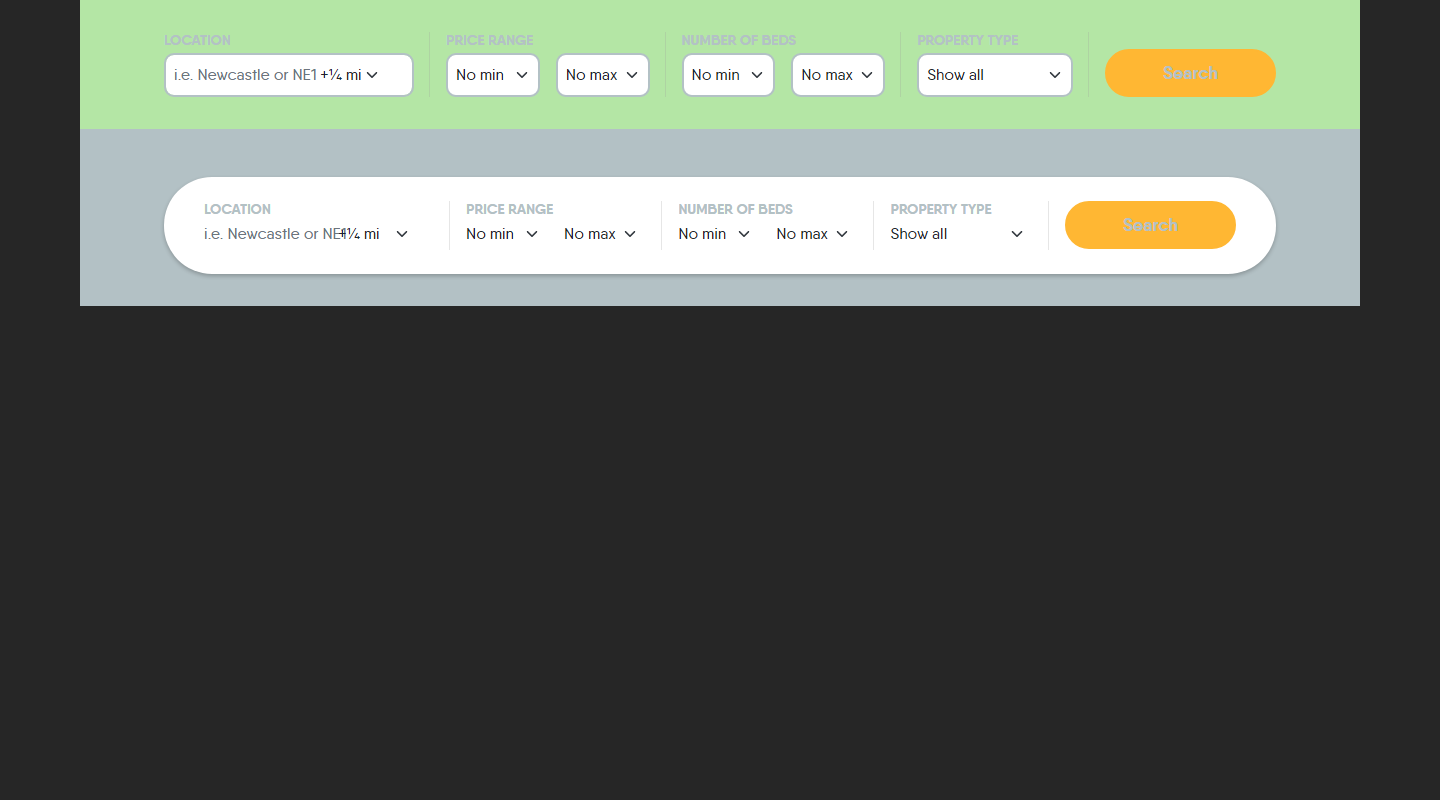 LOCATION PRICE RANGE NUMBER OF BEDS PROPERTY TYPE
i.e. Newcastle or NE1 +¼ mi No min No max No min No max Show all Search
LOCATION PRICE RANGE NUMBER OF BEDS PROPERTY TYPE
i.e. Newcastle or NE1 +¼ mi No min No max No min No max Show all Search